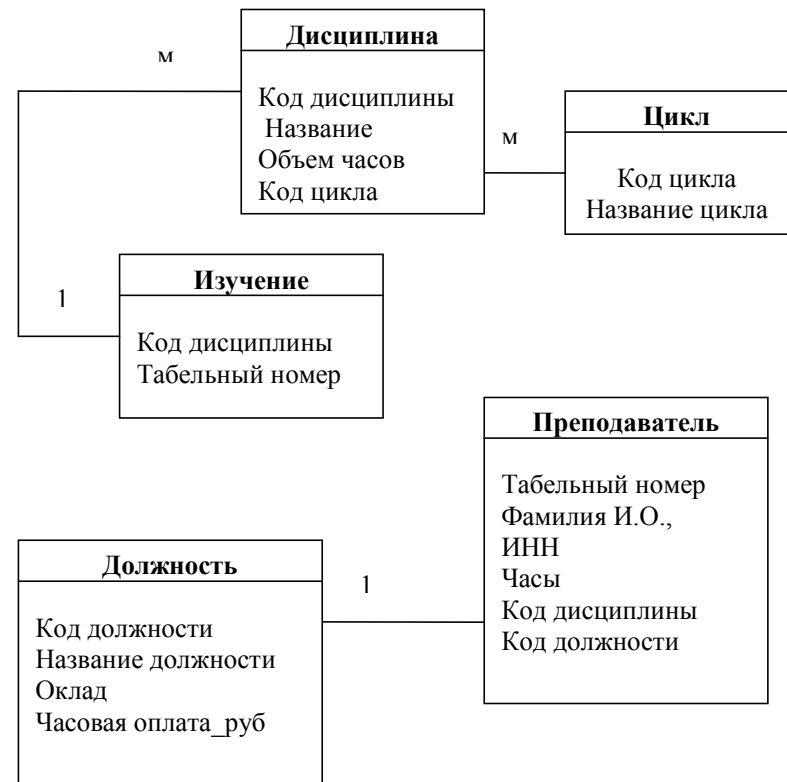 Дисциплина
м
Код дисциплины
Название
Объем часов
Код цикла
м
Цикл
Код цикла
Название цикла
Изучение
1
Код дисциплины
Табельный номер
Преподаватель
Табельный номер
Фамилия И.О.,
ИНН
Часы
Код дисциплины
Код должности
Должность
1
Код должности
Название должности
Оклад
Часовая оплата_руб